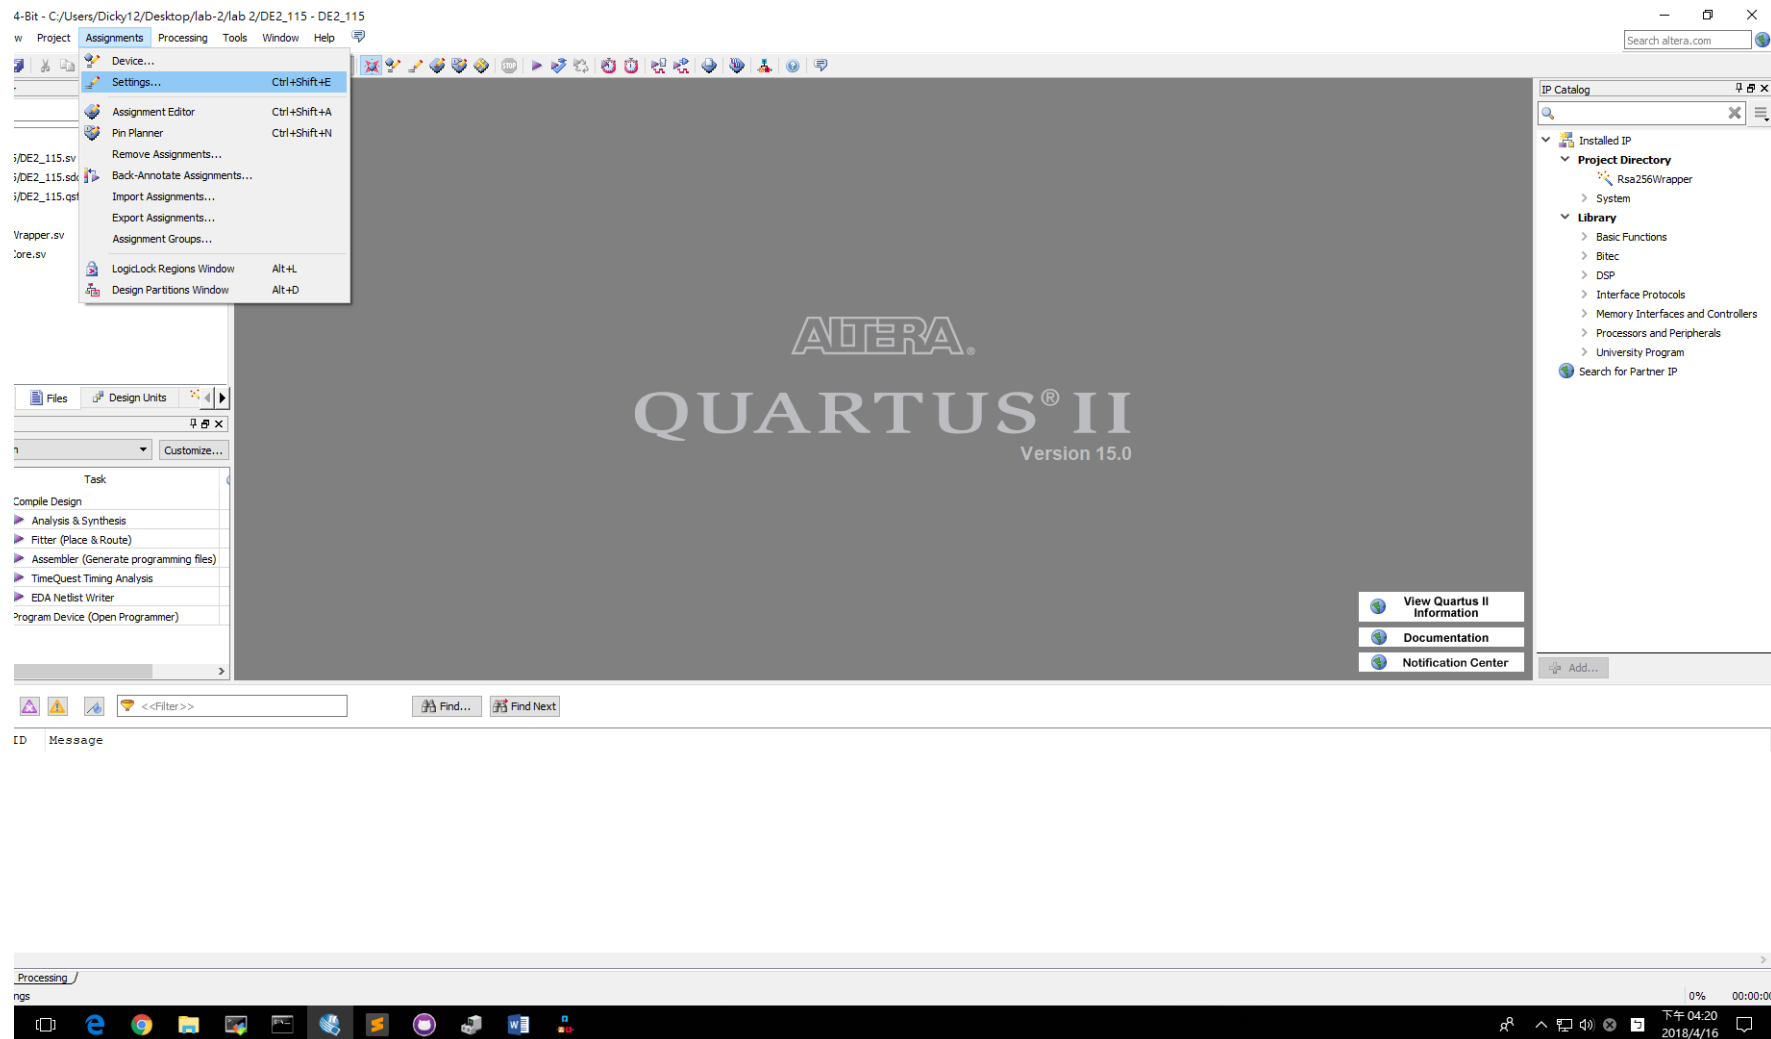 4-Bit - C:/Users/Dicky12/Desktop/lab-2/lab 2/DE2_115 - DE2_115
w Project Assignments Processing Tools Window Help
Search altera.com
Device...
Settings... Ctrl+Shift+E
Assignment Editor Ctrl+Shift+A
Pin Planner Ctrl+Shift+N
Remove Assignments...
Back-Annotate Assignments...
Import Assignments...
Export Assignments...
Assignment Groups...
LogicLock Regions Window Alt+L
Design Partitions Window Alt+D
5/DE2_115.sv
5/DE2_115.sdc
5/DE2_115.qsf
Wrapper.sv
Core.sv
Files Design Units
Customize...
Task
Compile Design
Analysis & Synthesis
Fitter (Place & Route)
Assembler (Generate programming files)
TimeQuest Timing Analysis
EDA Netlist Writer
Program Device (Open Programmer)
STOP
ALTERA®
QUARTUS® II
Version 15.0
View Quartus II
Information
Documentation
Notification Center
IP Catalog
Installed IP
Project Directory
Rsa256Wrapper
System
Library
Basic Functions
Bitec
DSP
Interface Protocols
Memory Interfaces and Controllers
Processors and Peripherals
University Program
Search for Partner IP
Add...
<<Filter>>
Find... Find Next
ID Message
Processing
ngs
0% 00:00:00
下午 04:20
2018/4/16